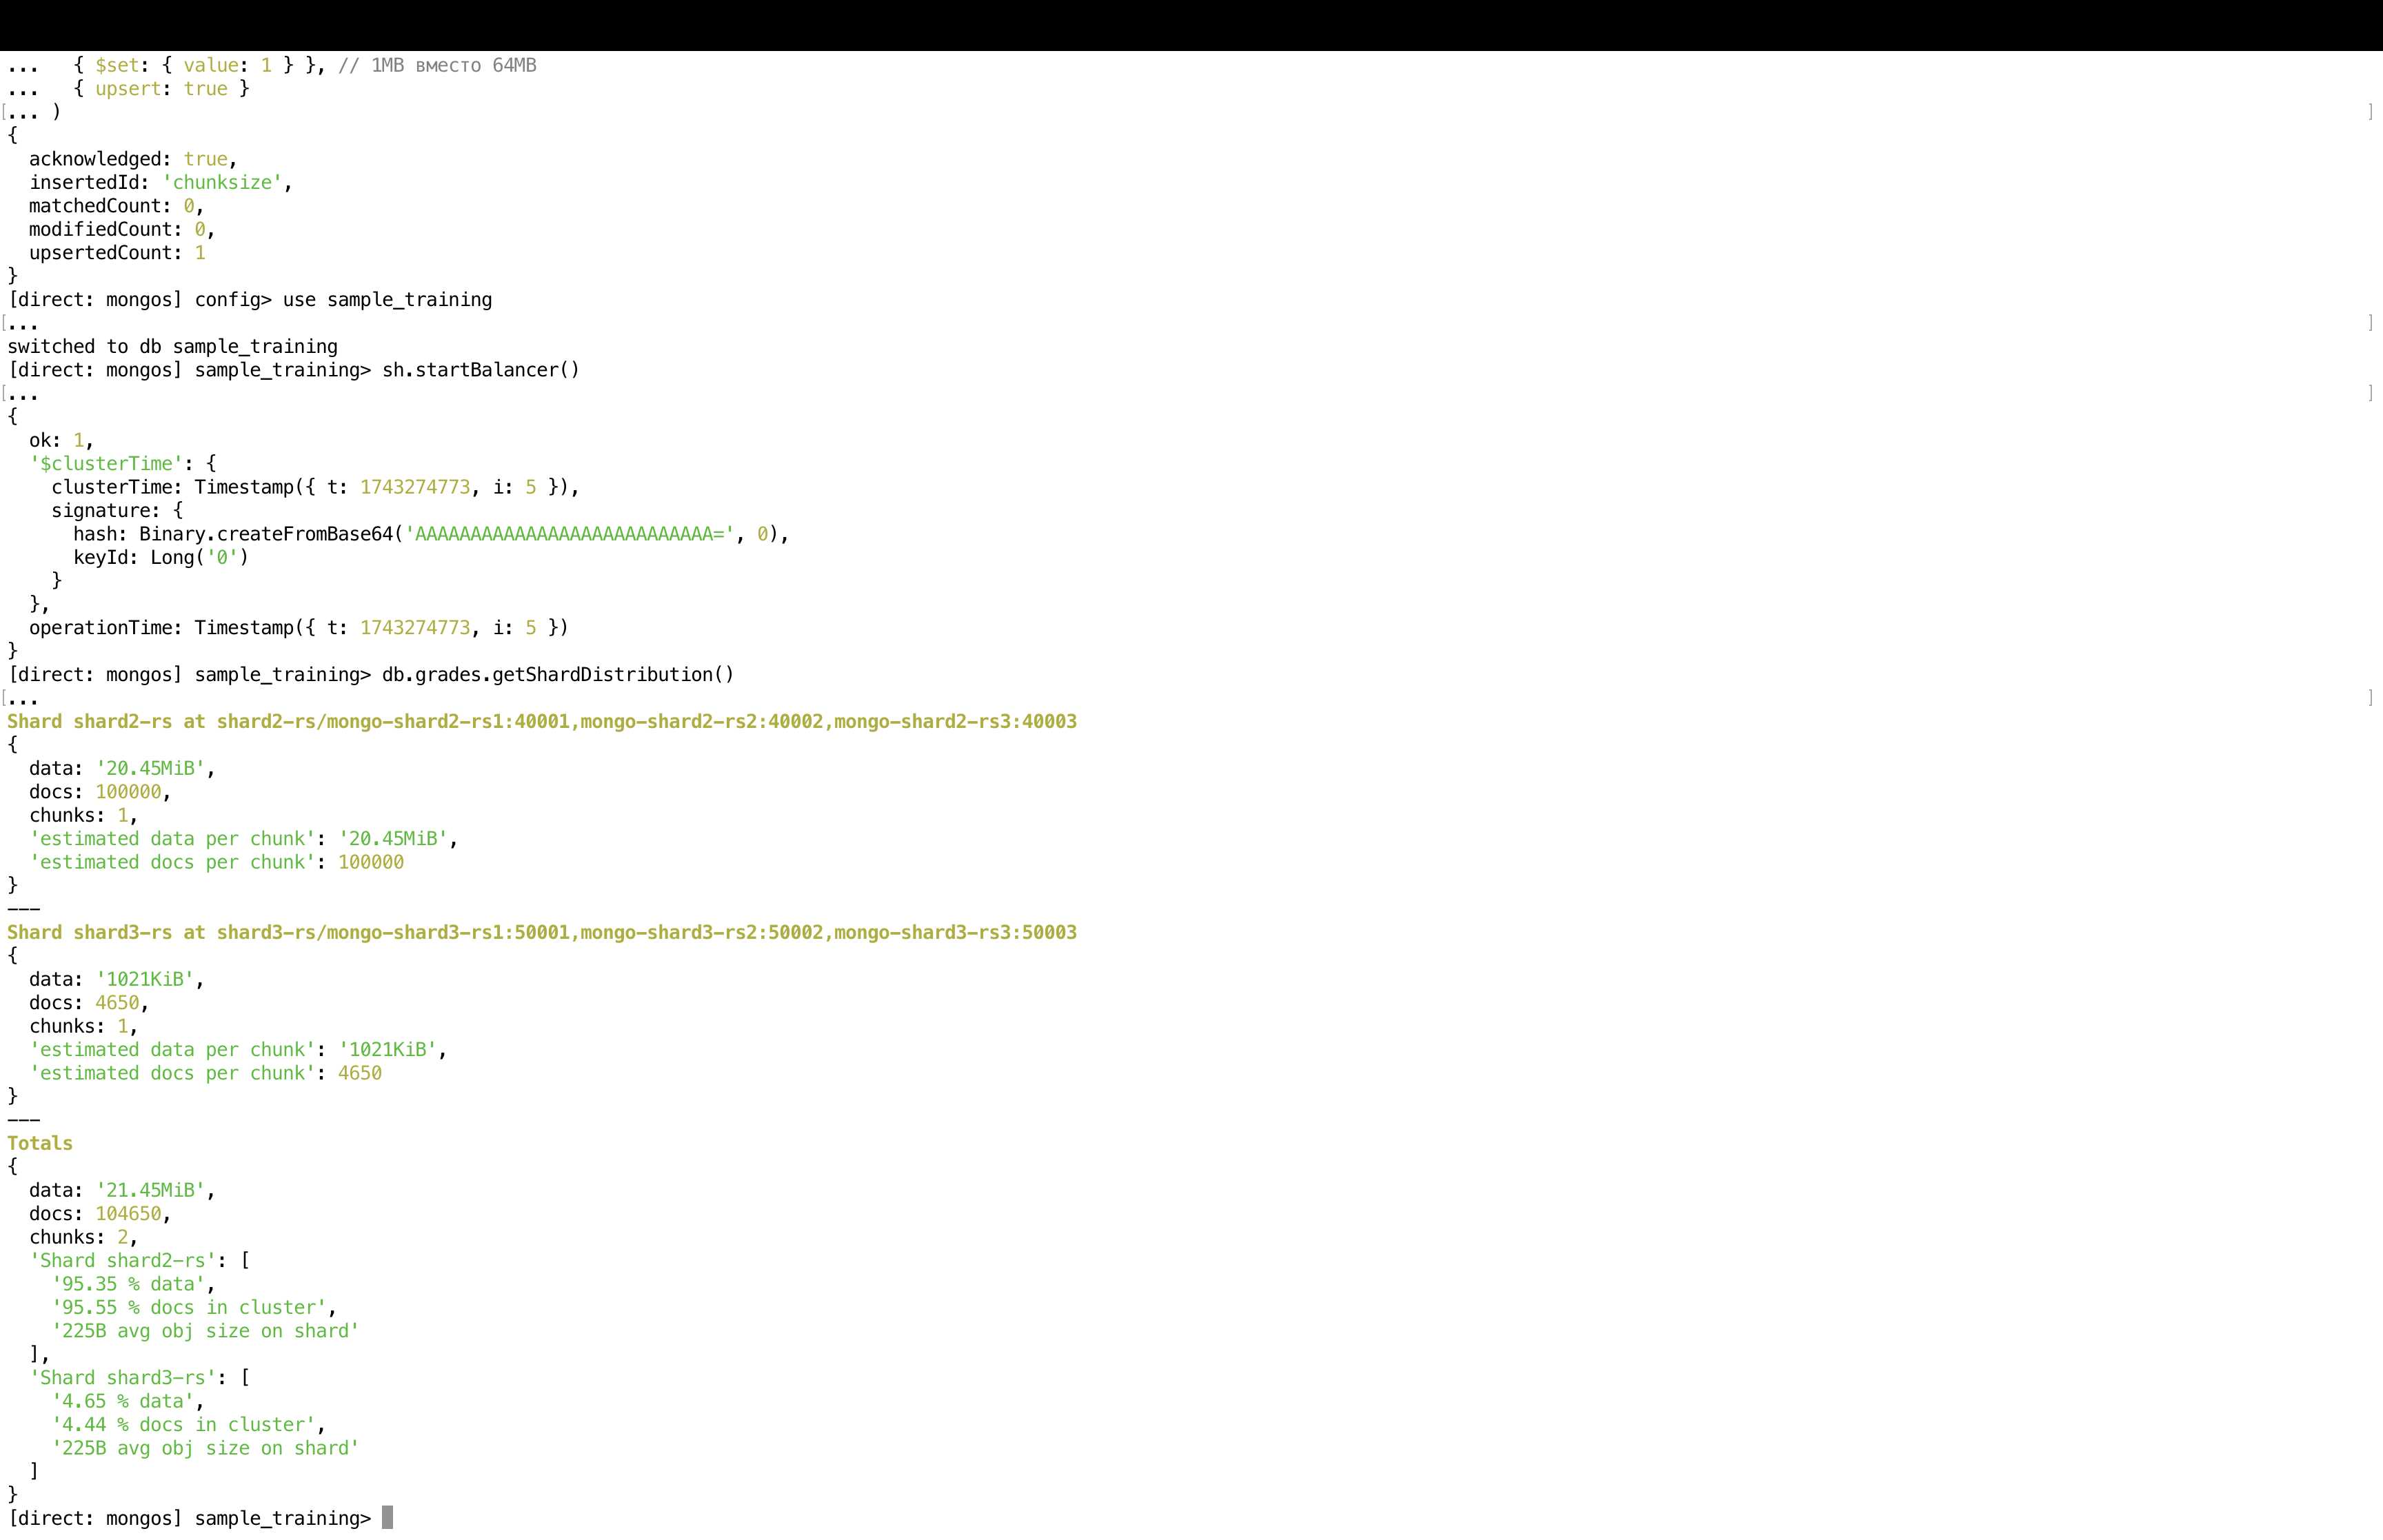 ...   { $set: { value: 1 } }, // 1MB вместо 64MB
...   { upsert: true }
[... ) ]
{
  acknowledged: true,
  insertedId: 'chunksize',
  matchedCount: 0,
  modifiedCount: 0,
  upsertedCount: 1
}
[direct: mongos] config> use sample_training
[... ]
switched to db sample_training
[direct: mongos] sample_training> sh.startBalancer()
[... ]
{
  ok: 1,
  '$clusterTime': {
    clusterTime: Timestamp({ t: 1743274773, i: 5 }),
    signature: {
      hash: Binary.createFromBase64('AAAAAAAAAAAAAAAAAAAAAAAAAAA=', 0),
      keyId: Long('0')
    }
  },
  operationTime: Timestamp({ t: 1743274773, i: 5 })
}
[direct: mongos] sample_training> db.grades.getShardDistribution()
[... ]
Shard shard2-rs at shard2-rs/mongo-shard2-rs1:40001,mongo-shard2-rs2:40002,mongo-shard2-rs3:40003
{
  data: '20.45MiB',
  docs: 100000,
  chunks: 1,
  'estimated data per chunk': '20.45MiB',
  'estimated docs per chunk': 100000
}
---
Shard shard3-rs at shard3-rs/mongo-shard3-rs1:50001,mongo-shard3-rs2:50002,mongo-shard3-rs3:50003
{
  data: '1021KiB',
  docs: 4650,
  chunks: 1,
  'estimated data per chunk': '1021KiB',
  'estimated docs per chunk': 4650
}
---
Totals
{
  data: '21.45MiB',
  docs: 104650,
  chunks: 2,
  'Shard shard2-rs': [
    '95.35 % data',
    '95.55 % docs in cluster',
    '225B avg obj size on shard'
  ],
  'Shard shard3-rs': [
    '4.65 % data',
    '4.44 % docs in cluster',
    '225B avg obj size on shard'
  ]
}
[direct: mongos] sample_training>